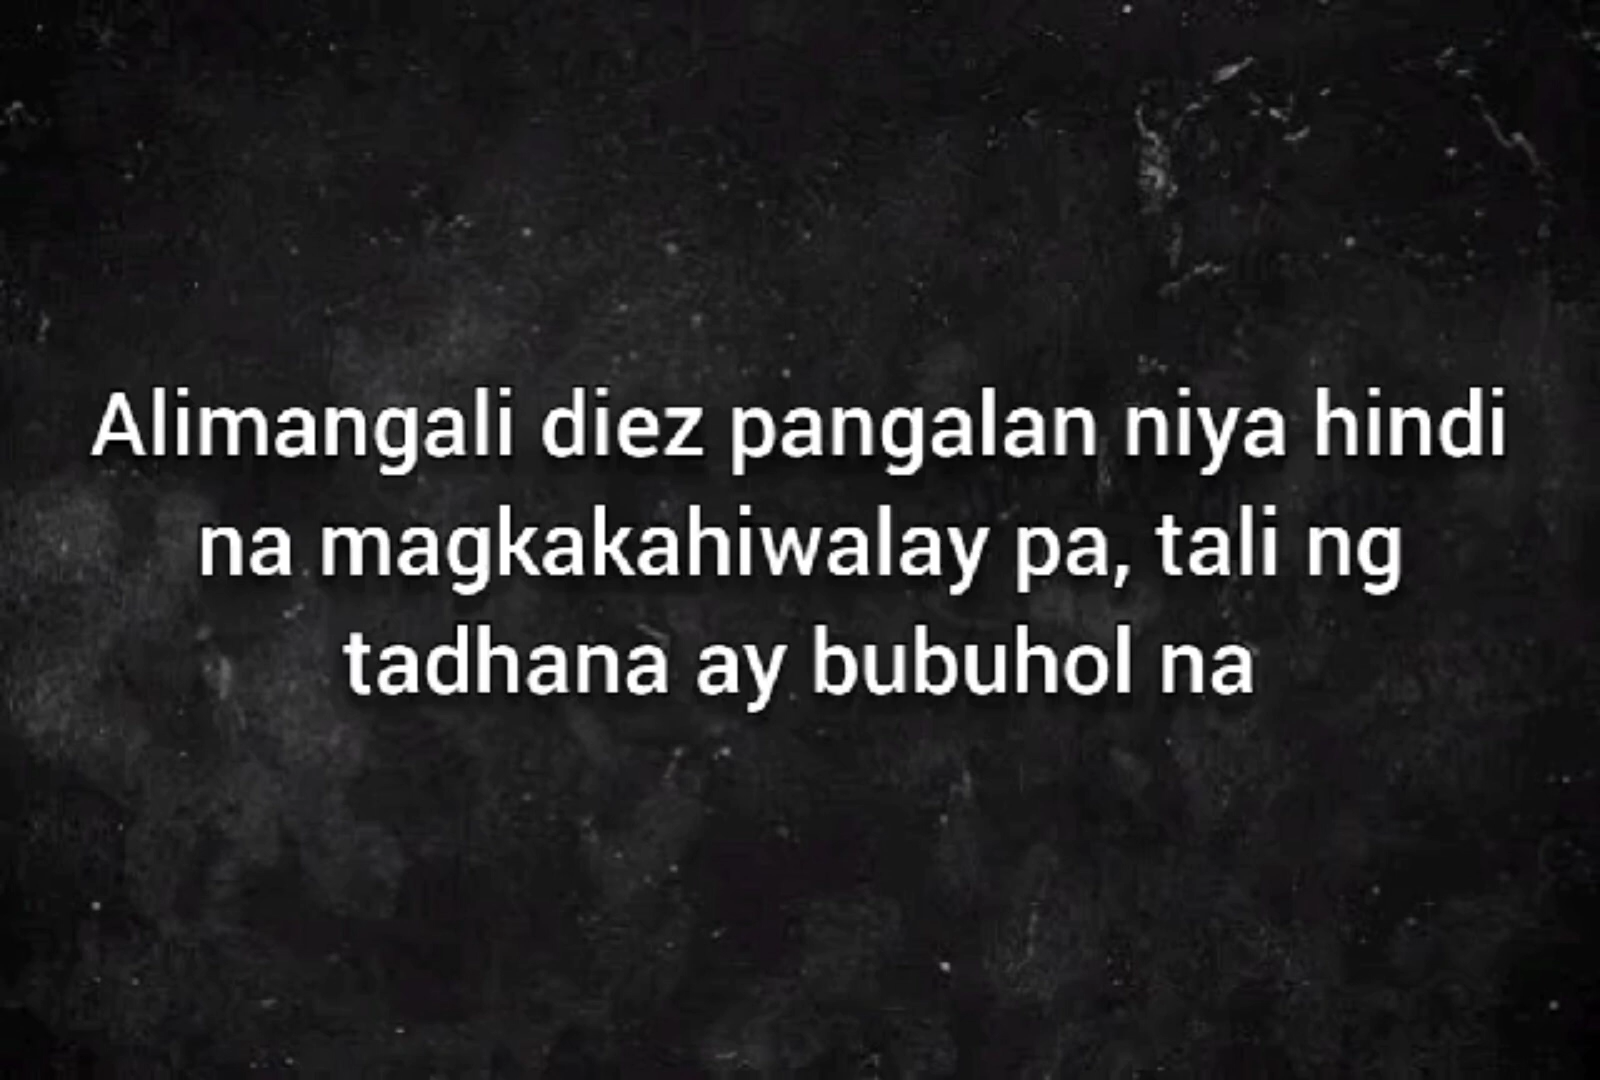 Alimangali diez pangalan niya hindi
na magkakahiwalay pa, tali ng
tadhana ay bubuhol na